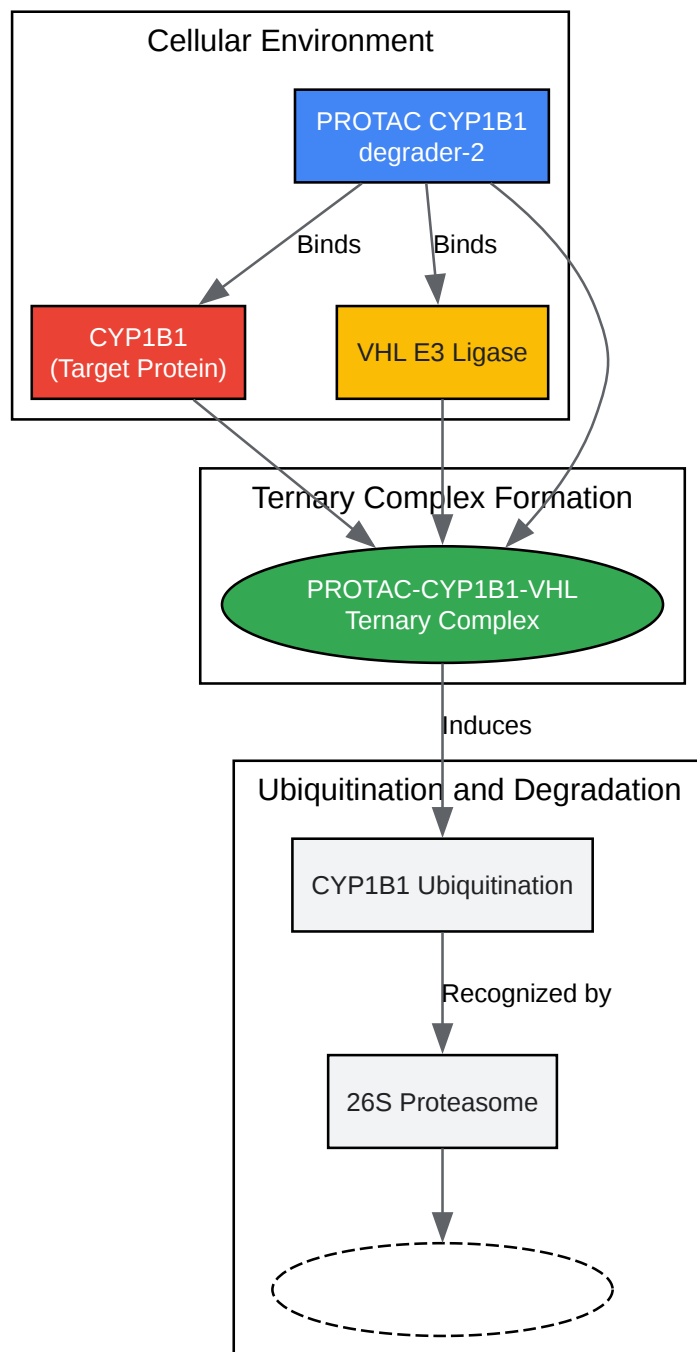 Cellular Environment
PROTAC CYP1B1
degrader-2
Binds
Binds
CYP1B1
(Target Protein)
VHL E3 Ligase
Ternary Complex Formation
PROTAC-CYP1B1-VHL
Ternary Complex
Induces
Ubiquitination and Degradation
CYP1B1 Ubiquitination
Recognized by
26S Proteasome